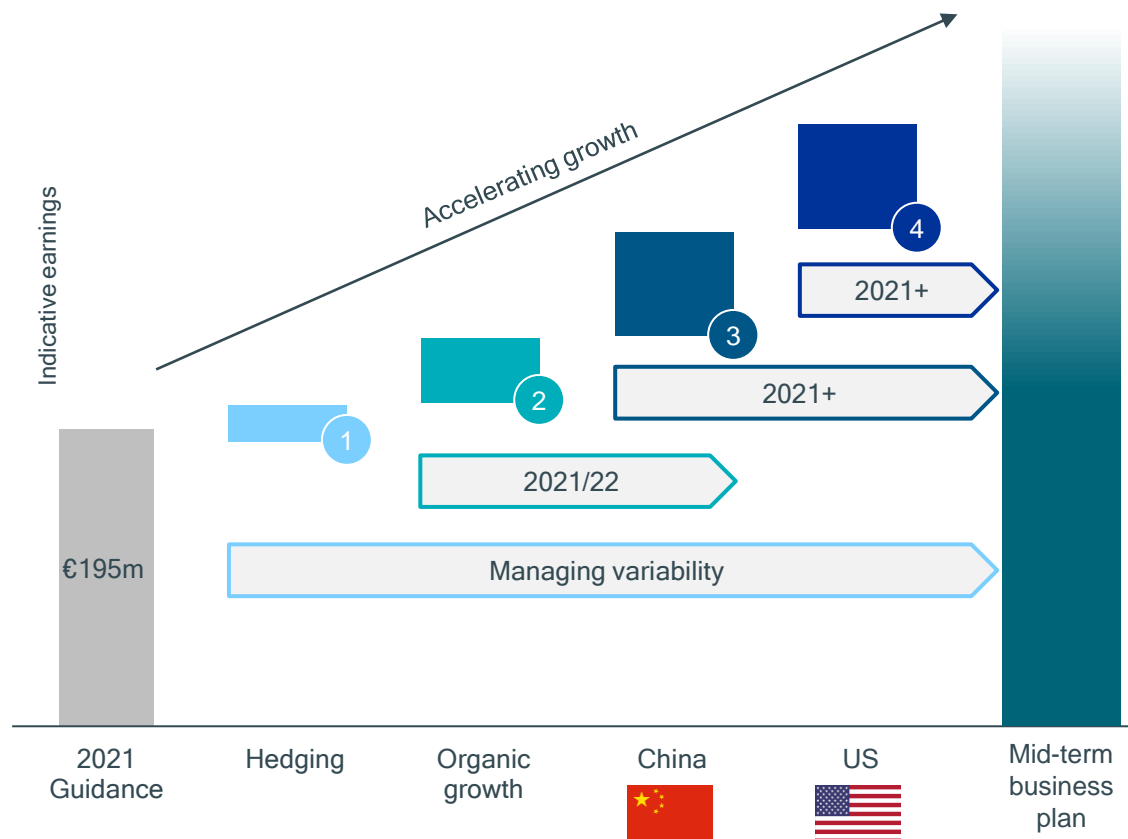 Accelerating growth
Indicative earnings
4
2021+
3
2021+
1
2
2021/22
€195m
Managing variability
2021
Guidance
Hedging
Organic
growth
China
US
Mid-term
business
plan